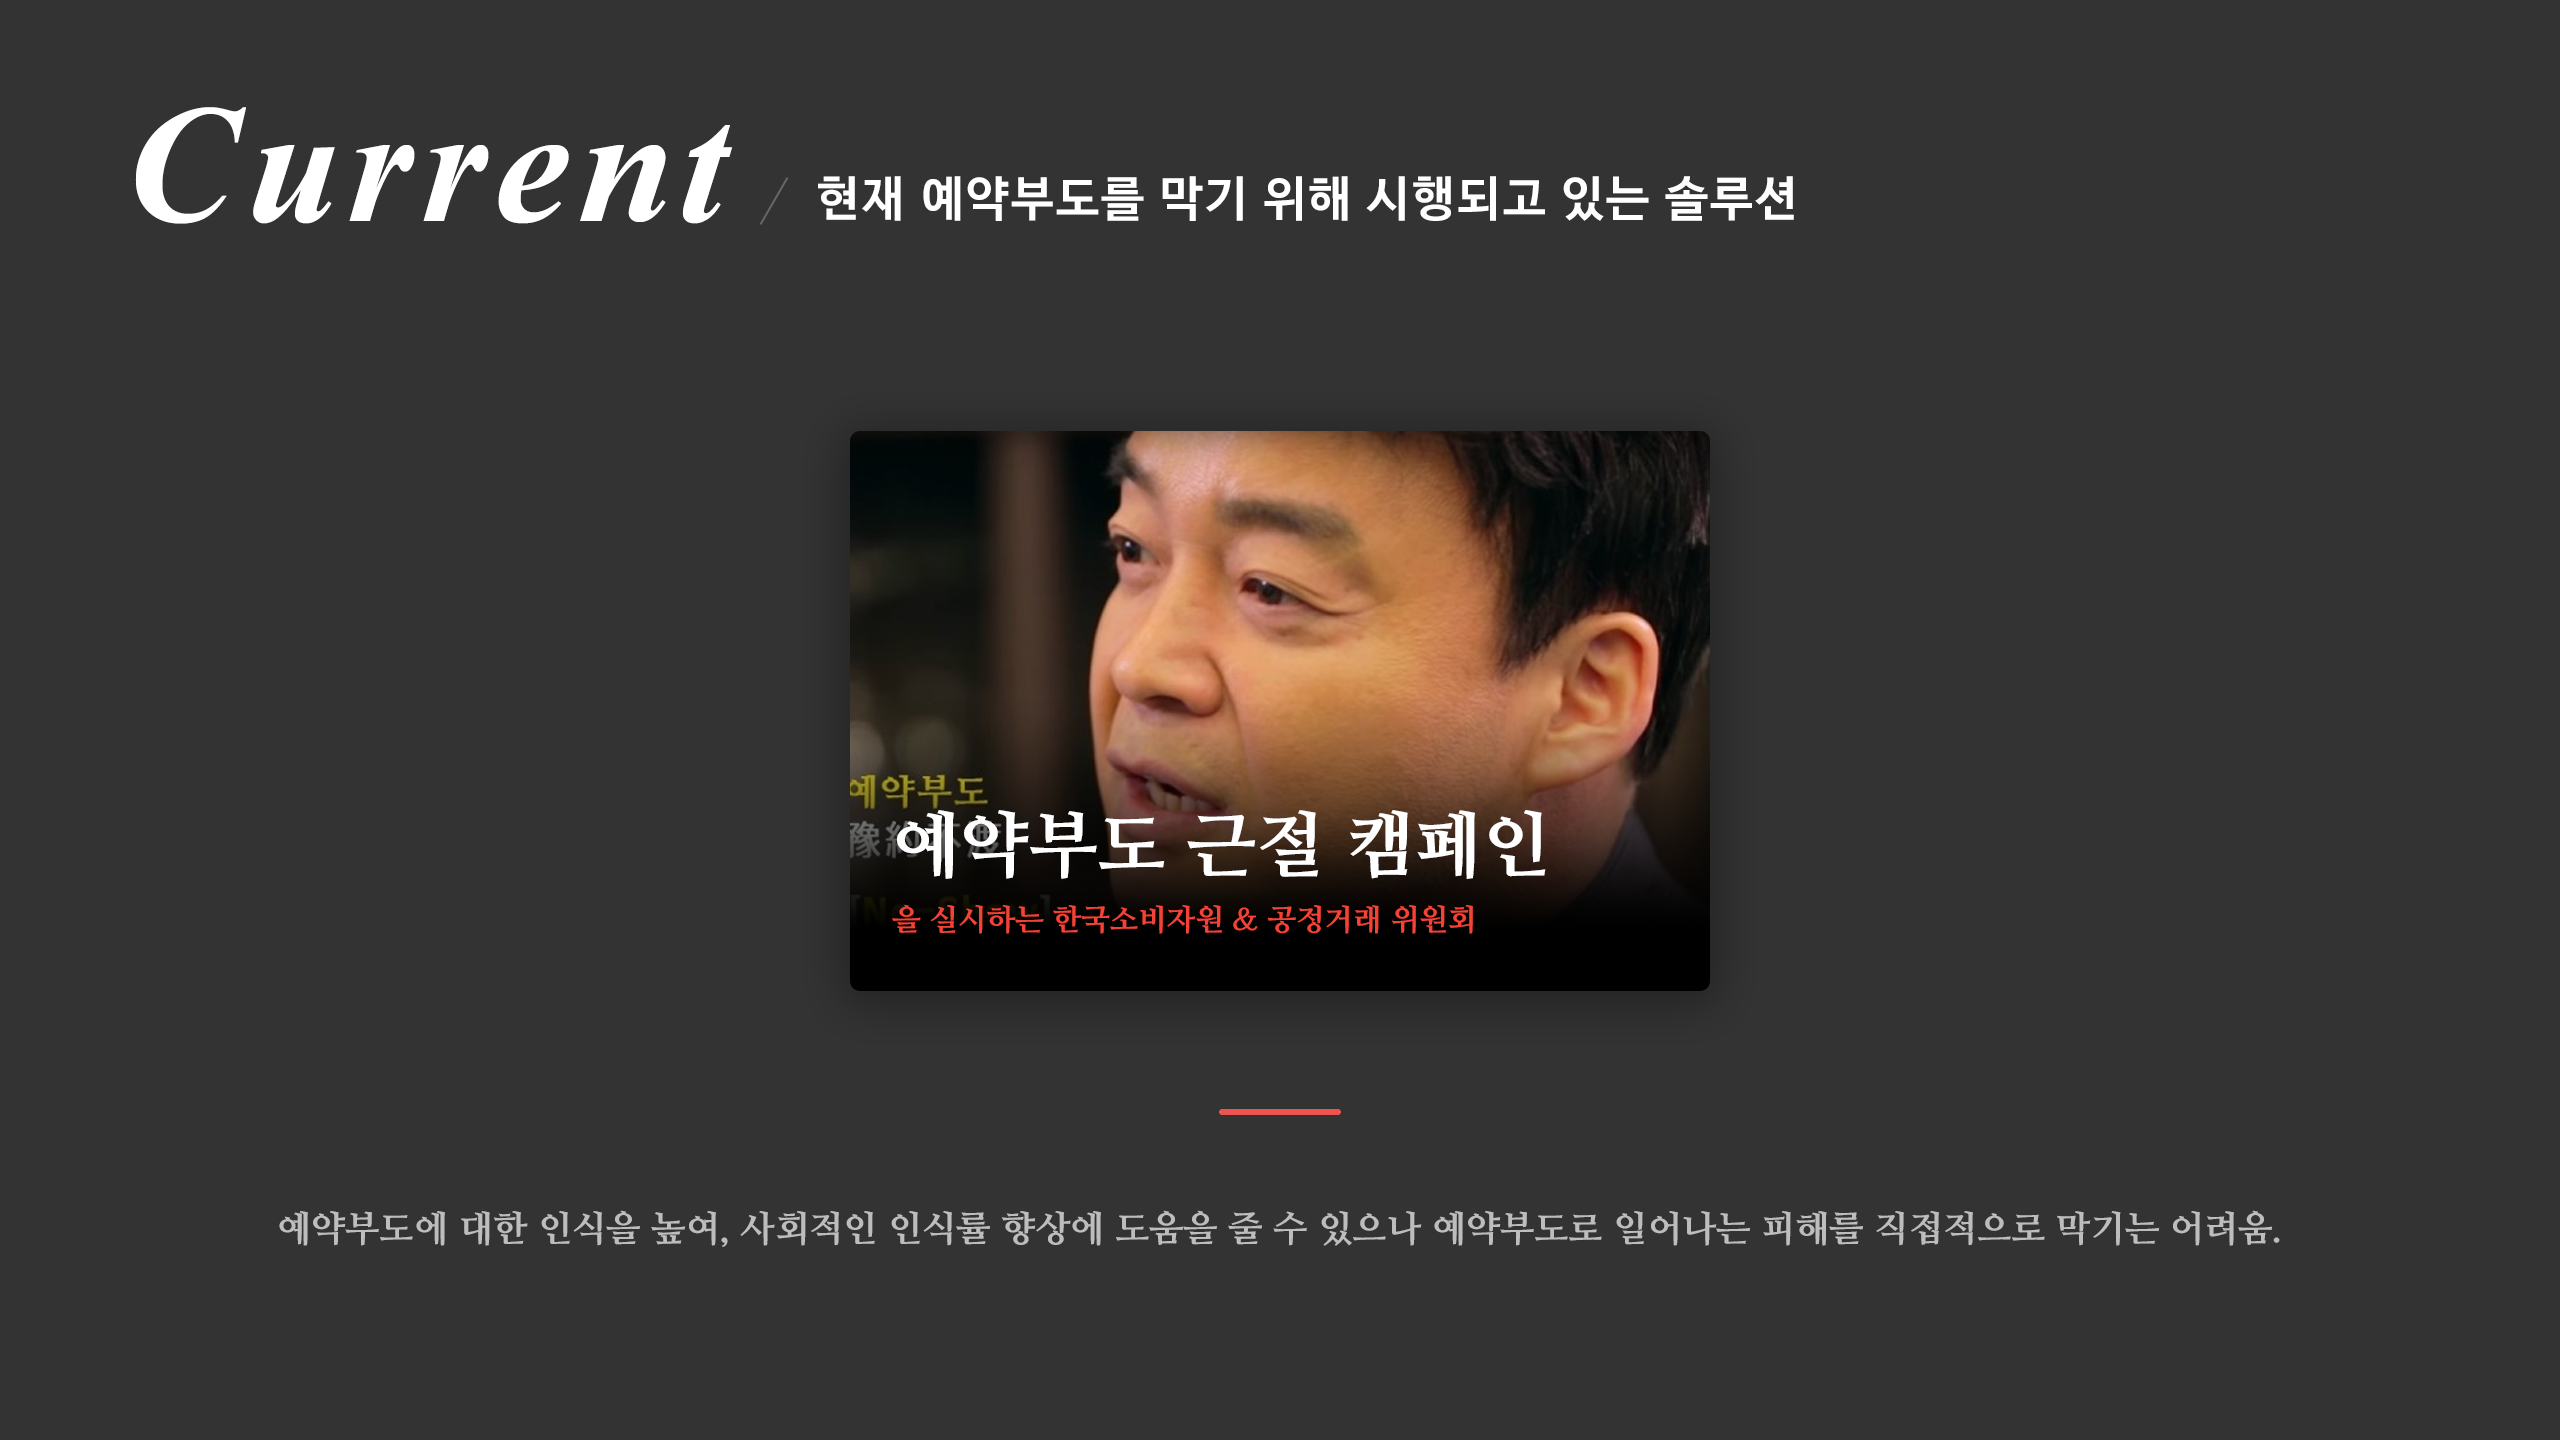 Current / 현재 예약부도를 막기 위해 시행되고 있는 솔루션
예약부도
예약부도 근절 캠페인
을 실시하는 한국소비자원 & 공정거래 위원회
예약부도에 대한 인식을 높여, 사회적인 인식률 향상에 도움을 줄 수 있으나 예약부도로 일어나는 피해를 직접적으로 막기는 어려움.